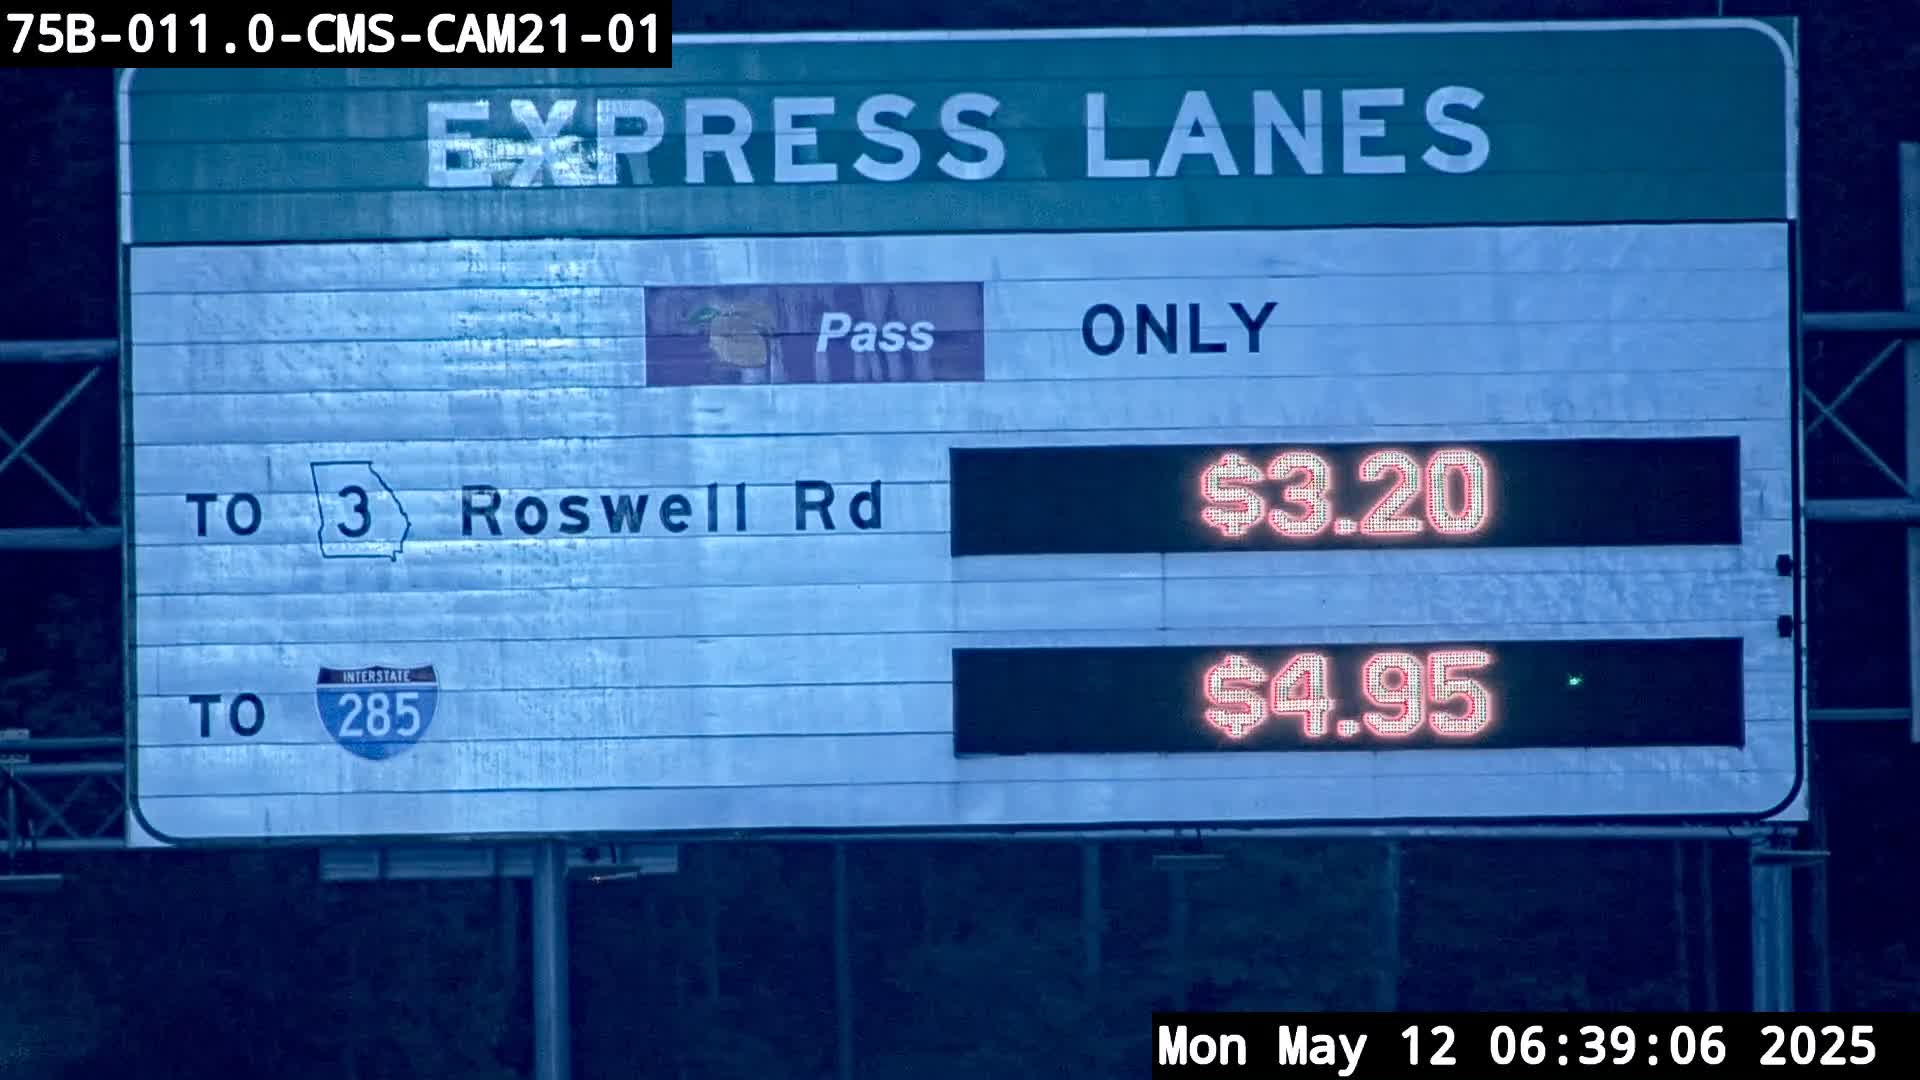 75B-011.0-CMS-CAM21-01
EXPRESS LANES
Pass ONLY
TO 3 Roswell Rd $3.20
TO INTERSTATE 285 $4.95
Mon May 12 06:39:06 2025